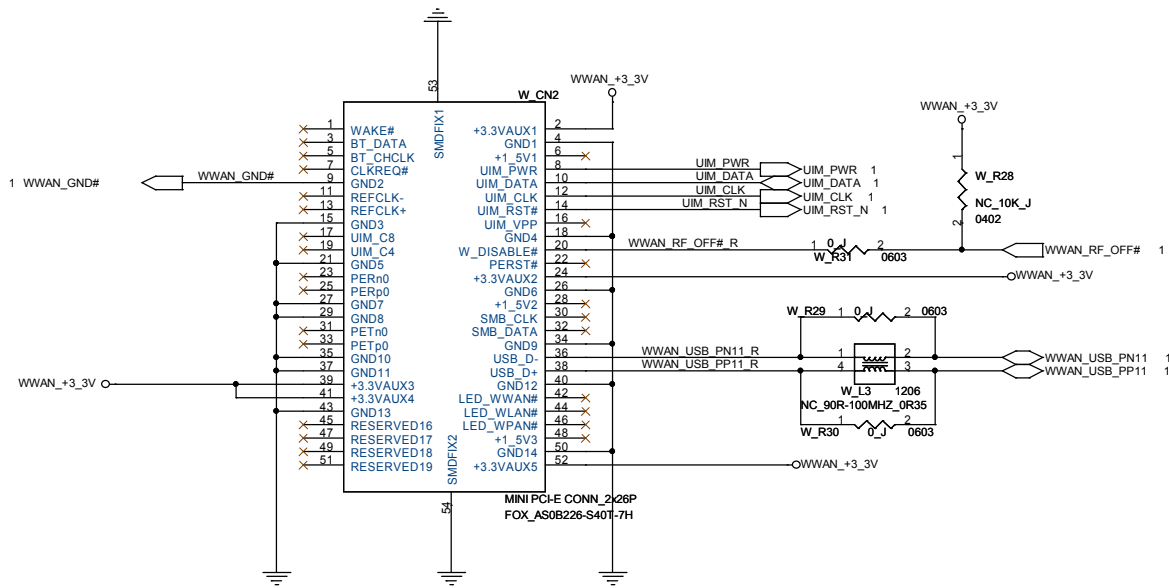 53
W_CN2
WWAN_+3_3V
WWAN_+3_3V
SMDFIX1
1 WAKE# +3.3VAUX1 2
3 BT_DATA GND1 4
5 BT_CHCLK +1_5V1 6
7 CLKREQ# UIM_PWR 8 UIM_PWR UIM_PWR 1
1 WWAN_GND# WWAN_GND# 9 GND2 UIM_DATA 10 UIM_DATA UIM_DATA 1
11 REFCLK- UIM_CLK 12 UIM_CLK UIM_CLK 1
13 REFCLK+ UIM_RST# 14 UIM_RST_N UIM_RST_N 1
1 W_R28
NC_10K_J
2 0402
15 GND3 UIM_VPP 16
17 UIM_C8 GND4 18
19 UIM_C4 W_DISABLE# 20 WWAN_RF_OFF#_R 1 0_J 2 WWAN_RF_OFF# 1
W_R31 0603
21 GND5 PERST# 22
23 PERn0 +3.3VAUX2 24 WWAN_+3_3V
25 PERp0 GND6 26
27 GND7 +1_5V2 28
29 GND8 SMB_CLK 30 W_R29 1 0_J 2 0603
31 PETn0 SMB_DATA 32
33 PETp0 GND9 34
35 GND10 USB_D- 36 WWAN_USB_PN11_R 1 2 WWAN_USB_PN11 1
37 GND11 USB_D+ 38 WWAN_USB_PP11_R 4 3 WWAN_USB_PP11 1
WWAN_+3_3V 39 +3.3VAUX3 GND12 40
W_L3 1206
41 +3.3VAUX4 LED_WWAN# 42
NC_90R-100MHZ_0R35
43 GND13 LED_WLAN# 44
45 RESERVED16 LED_WPAN# 46
W_R30 1 0_J 2 0603
47 RESERVED17 +1_5V3 48
49 RESERVED18 GND14 50
51 RESERVED19 +3.3VAUX5 52 WWAN_+3_3V
SMDFIX2
54
MINI PCI-E CONN_2x26P
FOX_AS0B226-S40T-7H